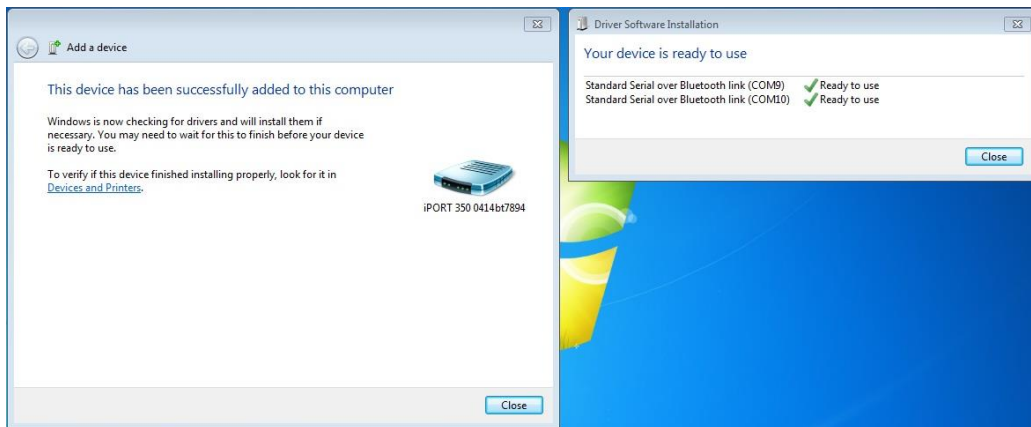 Add a device
This device has been successfully added to this computer
Windows is now checking for drivers and will install them if
necessary. You may need to wait for this to finish before your device
is ready to use.
To verify if this device finished installing properly, look for it in
Devices and Printers.
iPORT 350 0414bt7894
Close
Driver Software Installation
Your device is ready to use
Standard Serial over Bluetooth link (COM9) Ready to use
Standard Serial over Bluetooth link (COM10) Ready to use
Close